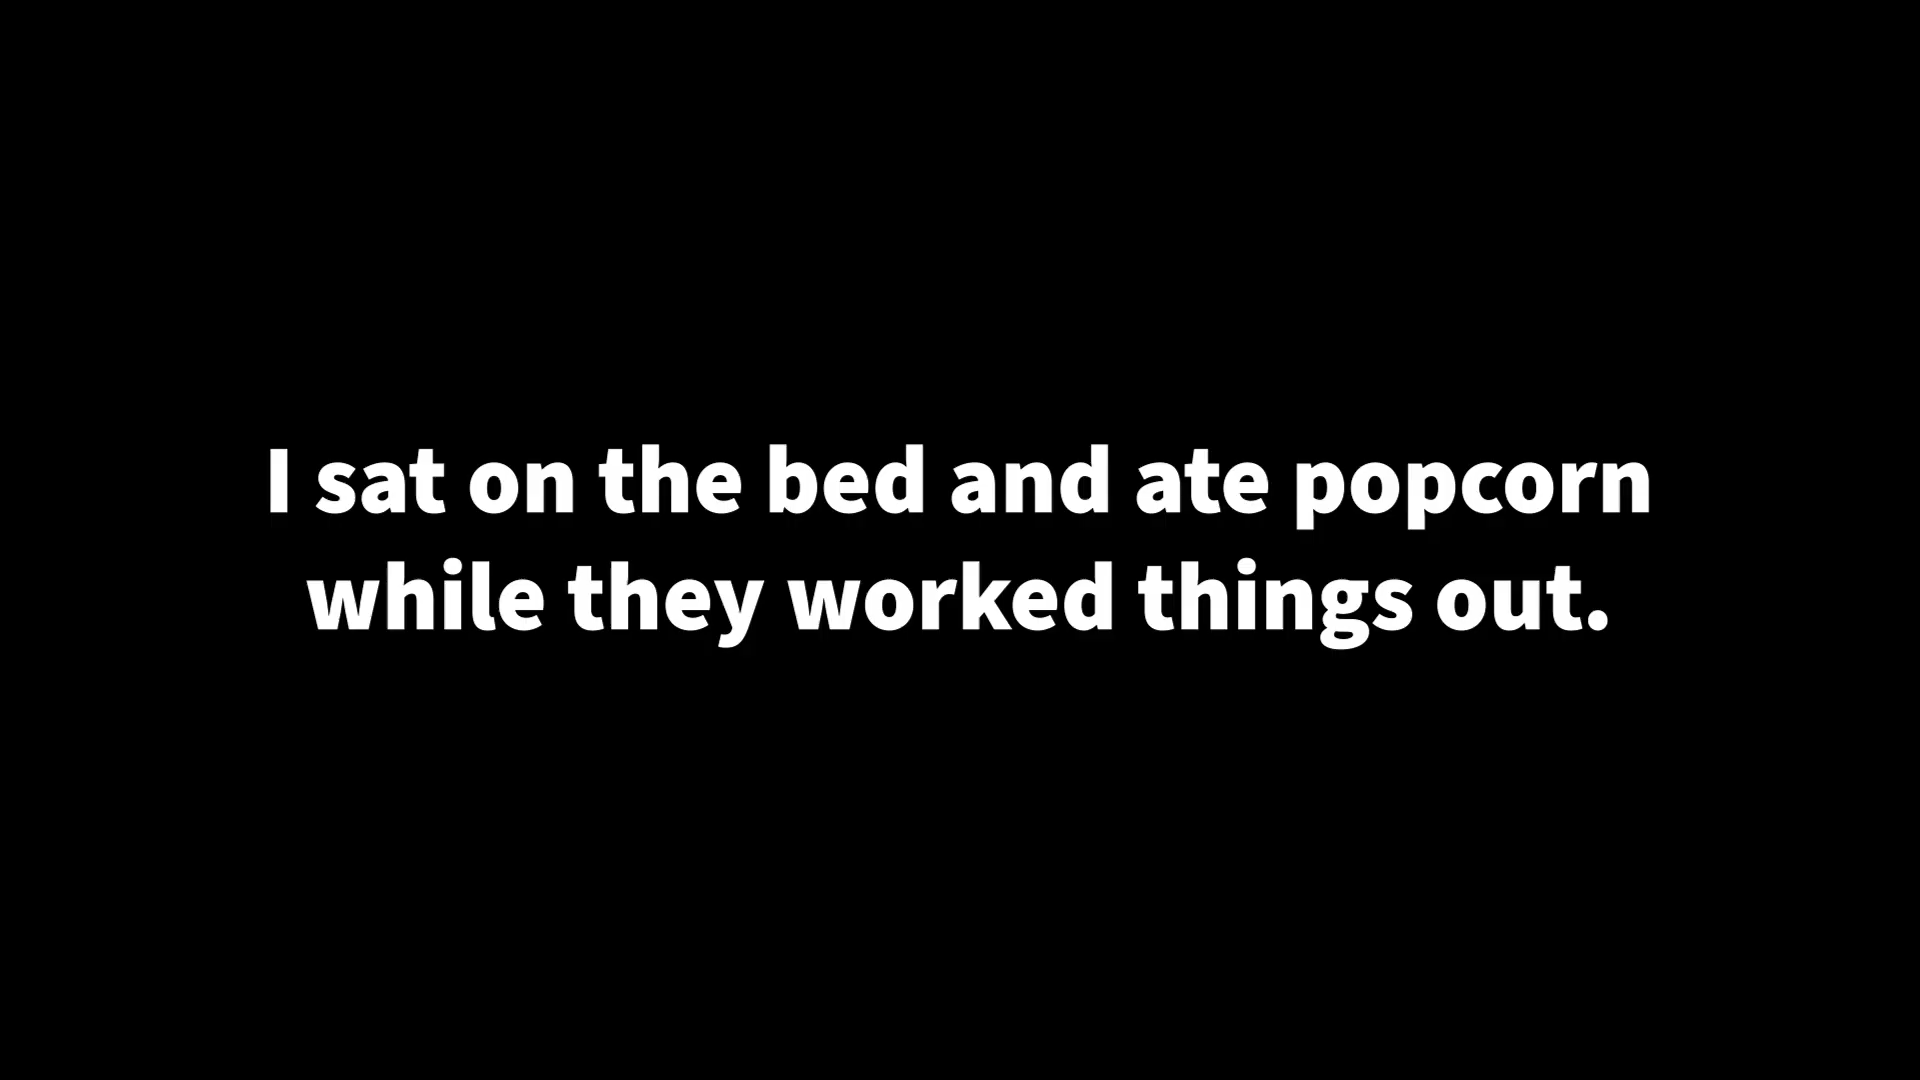 I sat on the bed and ate popcorn
while they worked things out.